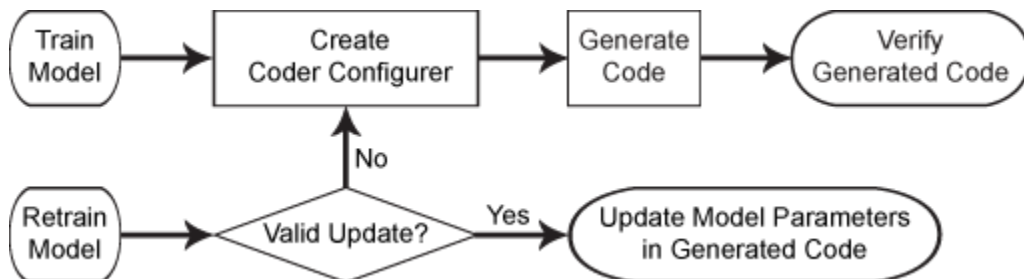 Train
Model
Create
Coder Configurer
Generate
Code
Verify
Generated Code
No
Retrain
Model
Valid Update?
Yes
Update Model Parameters
in Generated Code